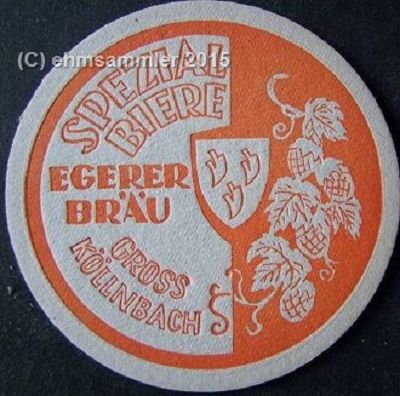 (C) ehmsammler 2015
SPEZIAL
BIERE
EGERER
BRÄU
GROSS
KÖLLNBACH